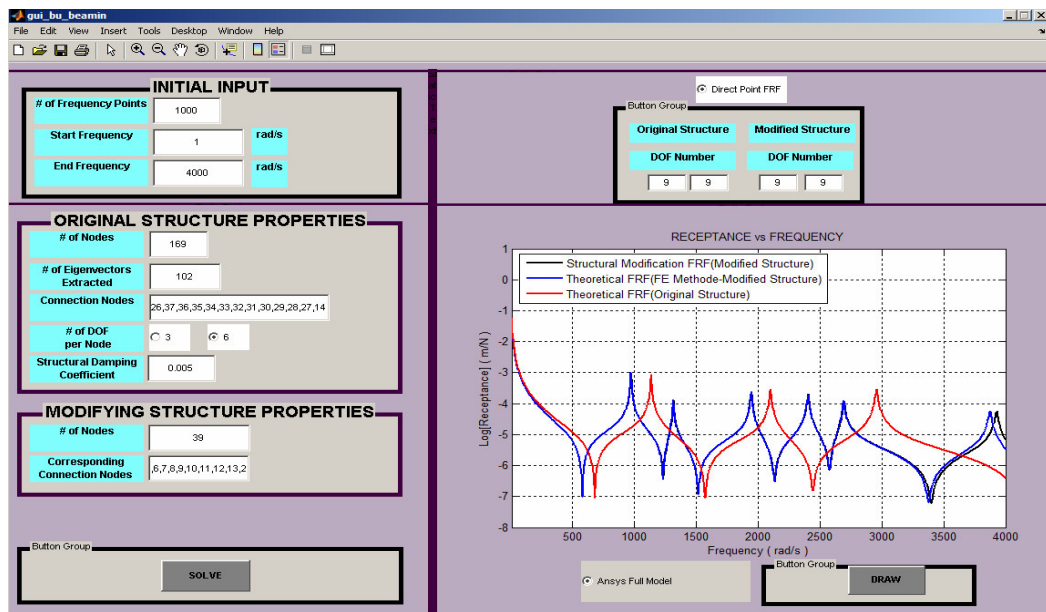 gui_bu_beamin
File Edit View Insert Tools Desktop Window Help
INITIAL INPUT
# of Frequency Points
1000
Start Frequency
1
rad/s
End Frequency
4000
rad/s
ORIGINAL STRUCTURE PROPERTIES
# of Nodes
169
# of Eigenvectors
Extracted
102
Connection Nodes
26,37,36,35,34,33,32,31,30,29,28,27,14
# of DOF
per Node
3
6
Structural Damping
Coefficient
0.005
MODIFYING STRUCTURE PROPERTIES
# of Nodes
39
Corresponding
Connection Nodes
,6,7,8,9,10,11,12,13,2
Button Group
SOLVE
Direct Point FRF
Button Group
Original Structure
Modified Structure
DOF Number
DOF Number
9 9 9 9
RECEPTANCE vs FREQUENCY
Structural Modification FRF(Modified Structure)
Theoretical FRF(FE Methode-Modified Structure)
Theoretical FRF(Original Structure)
Log[Receptance] ( m/N )
1
0
-1
-2
-3
-4
-5
-6
-7
-8
500 1000 1500 2000 2500 3000 3500 4000
Frequency ( rad/s )
Ansys Full Model
Button Group
DRAW